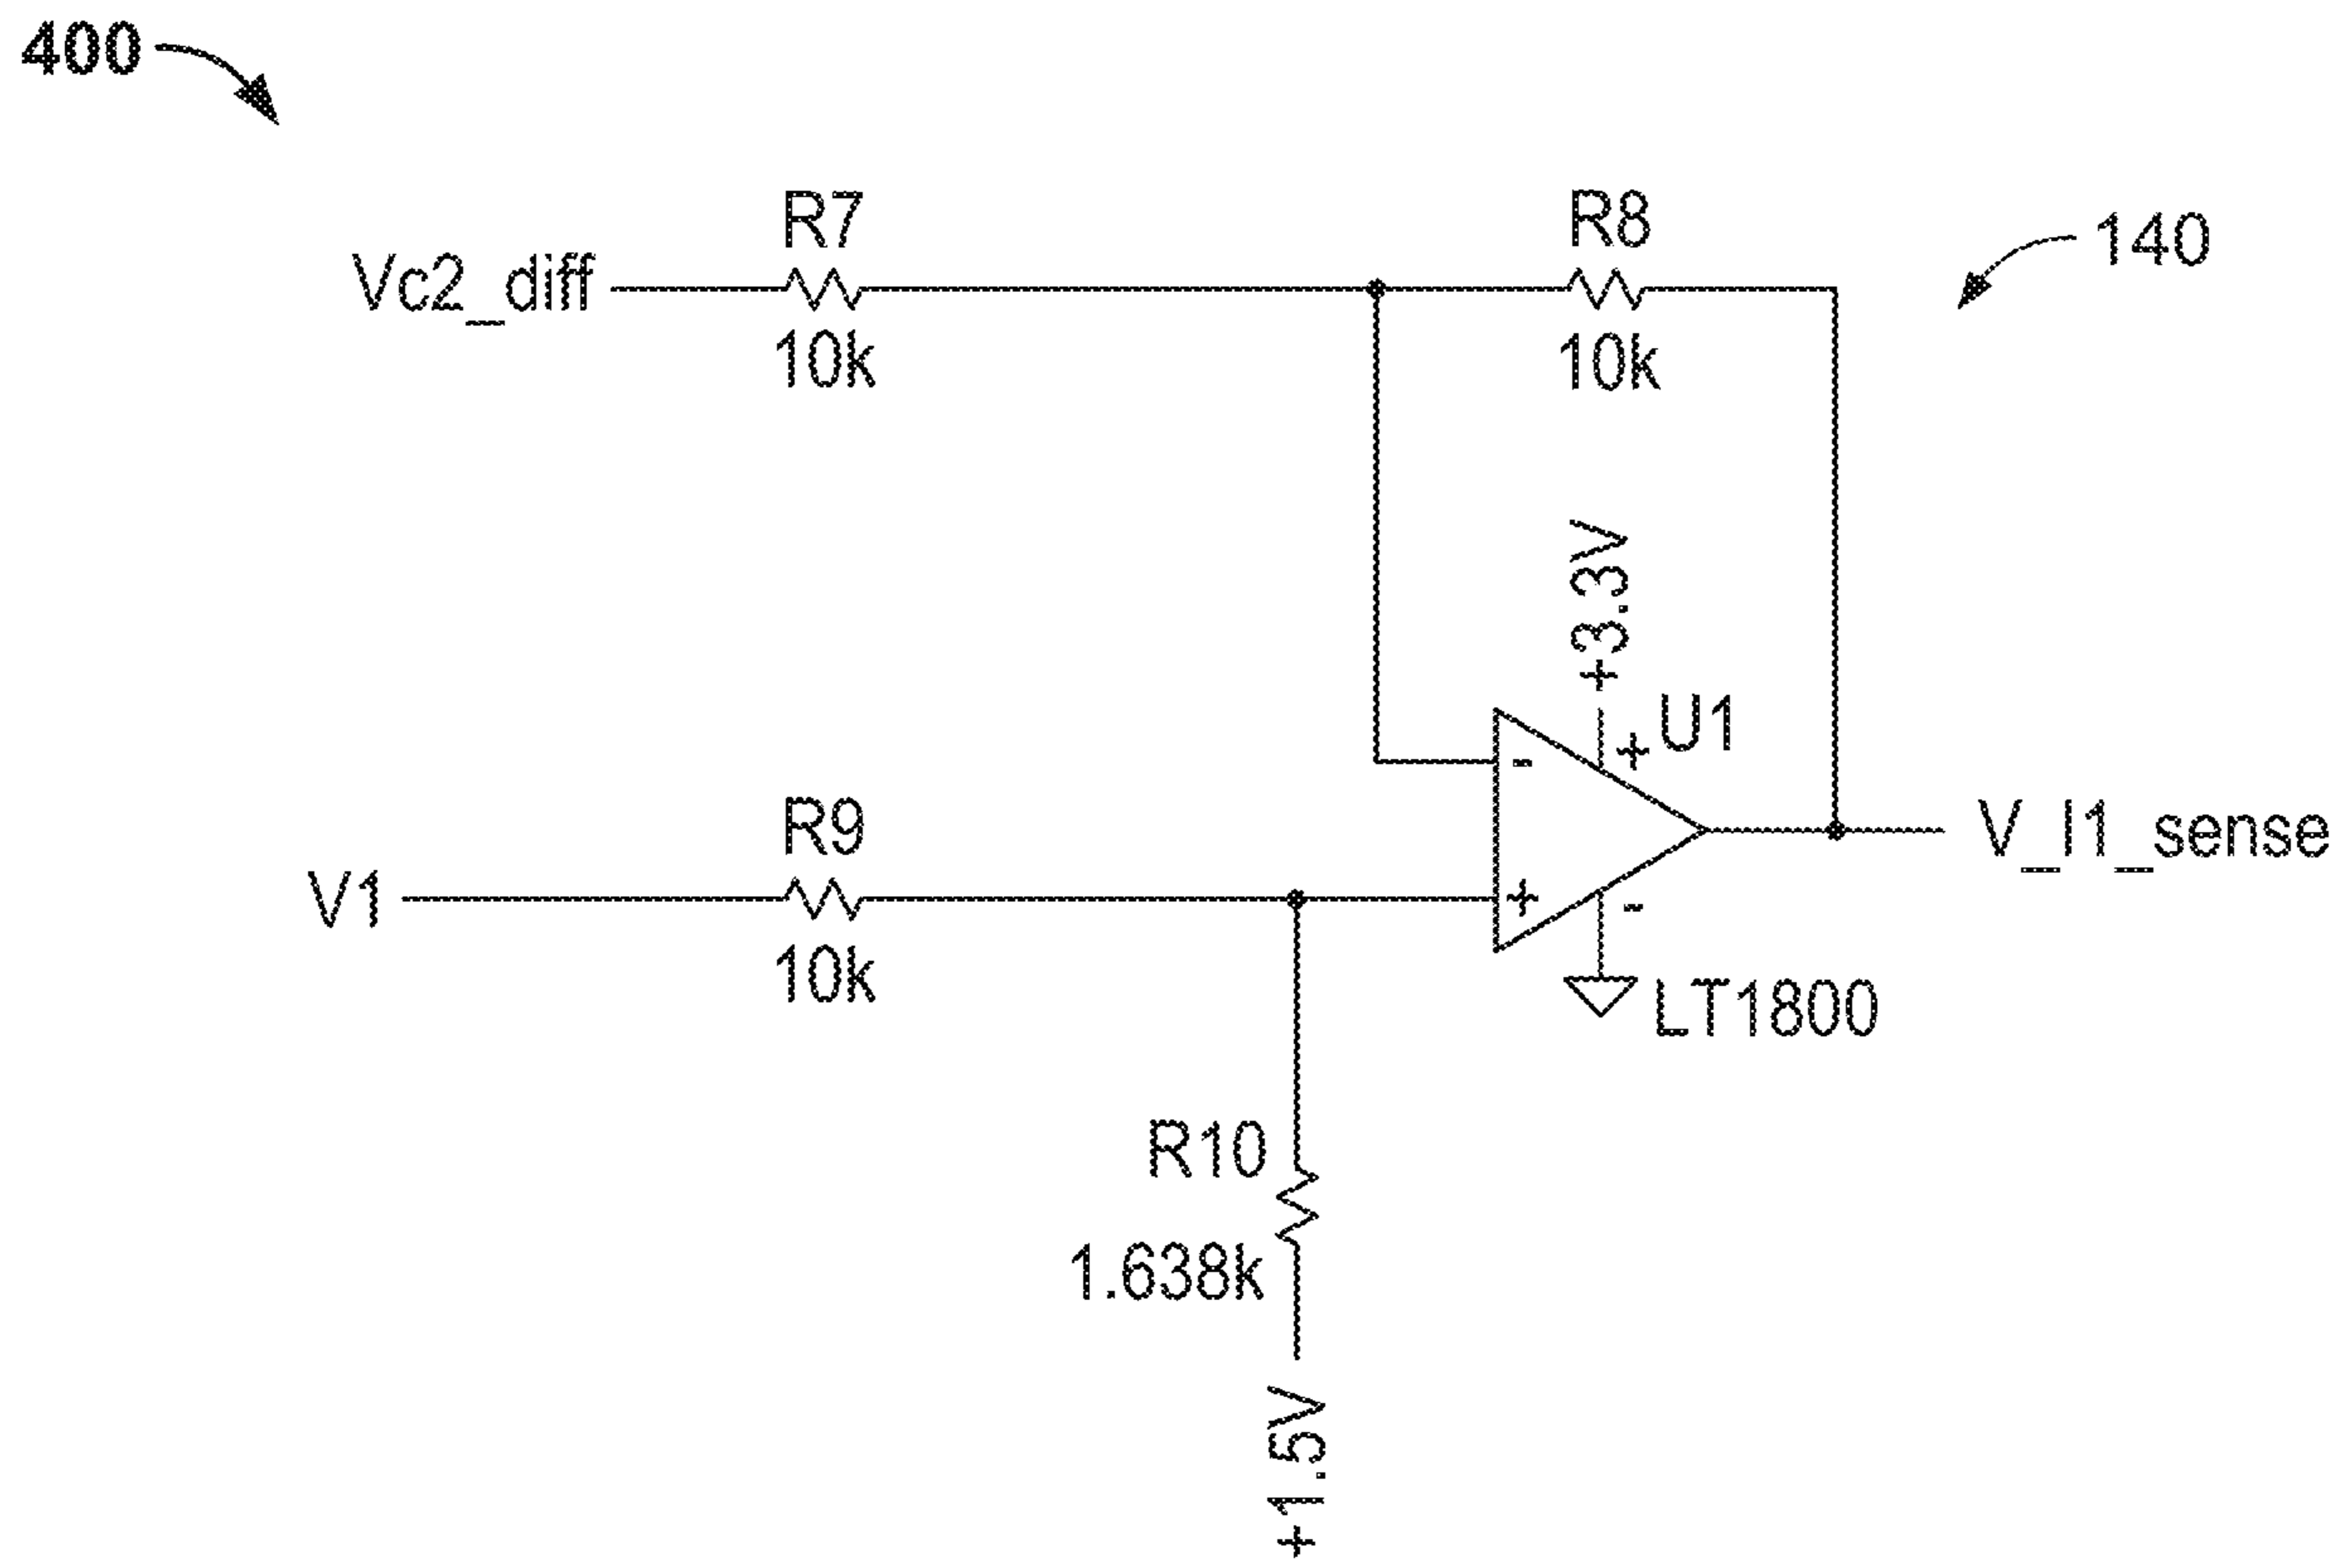 400
R7
R8
140
Vc2_diff
10k
10k
+3.3V
+ U1
-
R9
V_I1_sense
V1
+
-
10k
LT1800
R10
1.638k
+1.5V